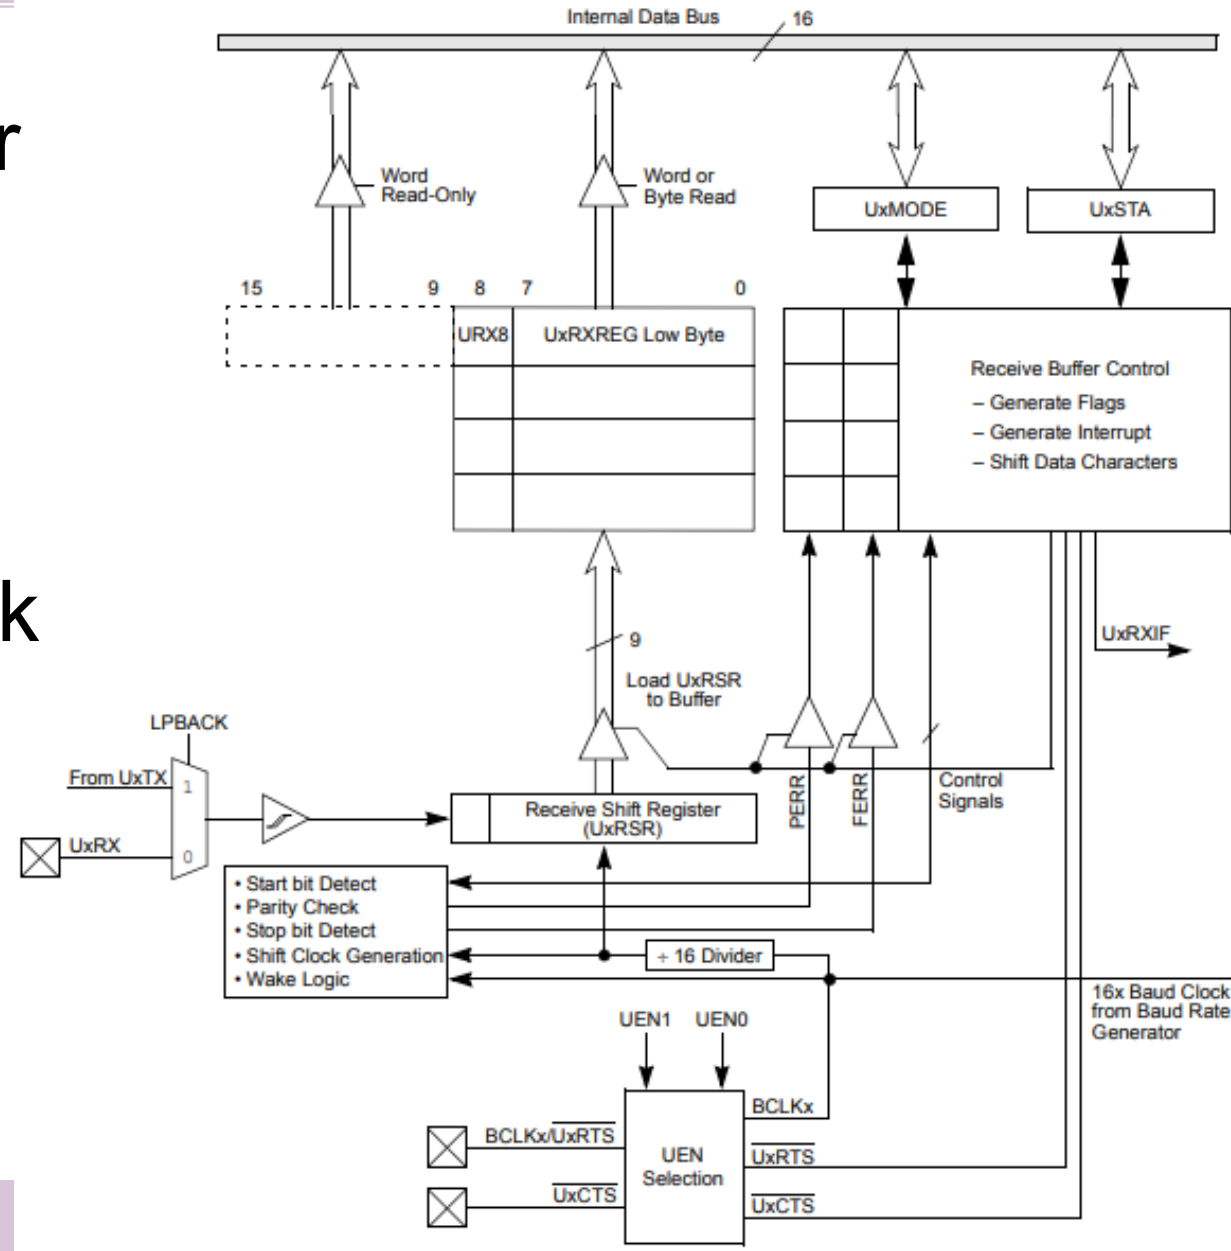 Internal Data Bus
16
r
Word
Read-Only
Word or
Byte Read
UxMODE
UxSTA
15
9
8
7
0
URX8
UxRXREG Low Byte
Receive Buffer Control
– Generate Flags
– Generate Interrupt
– Shift Data Characters
k
9
UxRXIF
Load UxRSR
to Buffer
LPBACK
From UxTX
1
UxRX
0
Receive Shift Register
(UxRSR)
PERR
FERR
Control
Signals
• Start bit Detect
• Parity Check
• Stop bit Detect
• Shift Clock Generation
• Wake Logic
÷ 16 Divider
16x Baud Clock
from Baud Rate
Generator
UEN1
UEN0
BCLKx
BCLKx/U̅x̅R̅T̅S̅
UEN
Selection
U̅x̅R̅T̅S̅
U̅x̅C̅T̅S̅
U̅x̅C̅T̅S̅